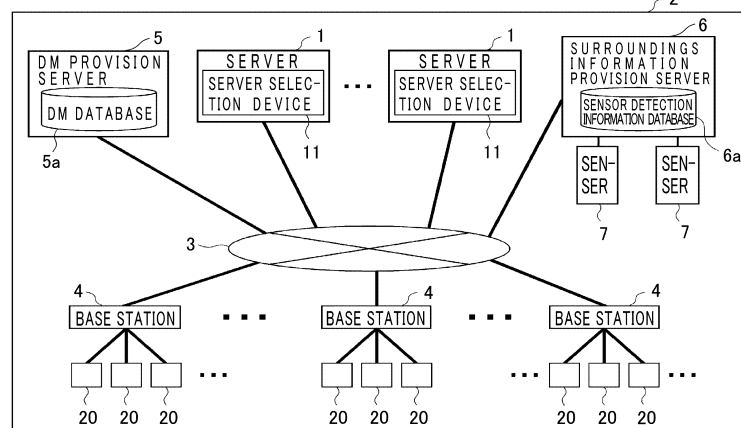 2
5
1
1
6
DM PROVISION
SERVER
DM DATABASE
5a
SERVER
SERVER SELEC-
TION DEVICE
11
SERVER
SERVER SELEC-
TION DEVICE
11
SURROUNDINGS
INFORMATION
PROVISION SERVER
SENSOR DETECTION
INFORMATION DATABASE
6a
SEN-
SER
7
SEN-
SER
7
3
4
BASE STATION
4
BASE STATION
4
BASE STATION
20 20 20
20 20 20
20 20 20